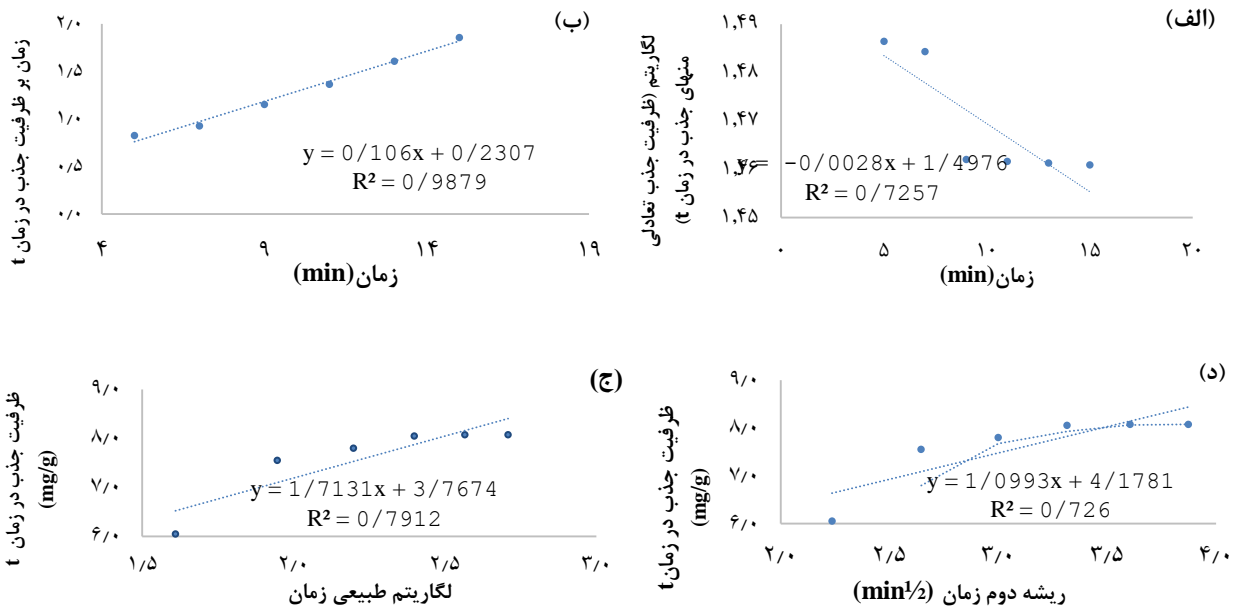 (الف)
لگاریتم (ظرفیت جذب تعادلی
منهای جذب در زمان t)
۱,۴۹
۱,۴۸
۱,۴۷
۱,۴۶
۱,۴۵
y = -0/0028x + 1/4976
R² = 0/7257
۰ ۵ ۱۰ ۱۵ ۲۰
زمان(min)
(ب)
زمان بر ظرفیت جذب در زمان t
۲/۰
۱/۵
۱/۰
۰/۵
۰/۰
y = 0/106x + 0/2307
R² = 0/9879
۴ ۹ ۱۴ ۱۹
زمان(min)
(ج)
ظرفیت جذب در زمان t
(mg/g)
۹/۰
۸/۰
۷/۰
۶/۰
y = 1/7131x + 3/7674
R² = 0/7912
۱/۵ ۲/۰ ۲/۵ ۳/۰
لگاریتم طبیعی زمان
(د)
ظرفیت جذب در زمان t
(mg/g)
۹/۰
۸/۰
۷/۰
۶/۰
y = 1/0993x + 4/1781
R² = 0/726
۲/۰ ۲/۵ ۳/۰ ۳/۵ ۴/۰
ریشه دوم زمان (min½)